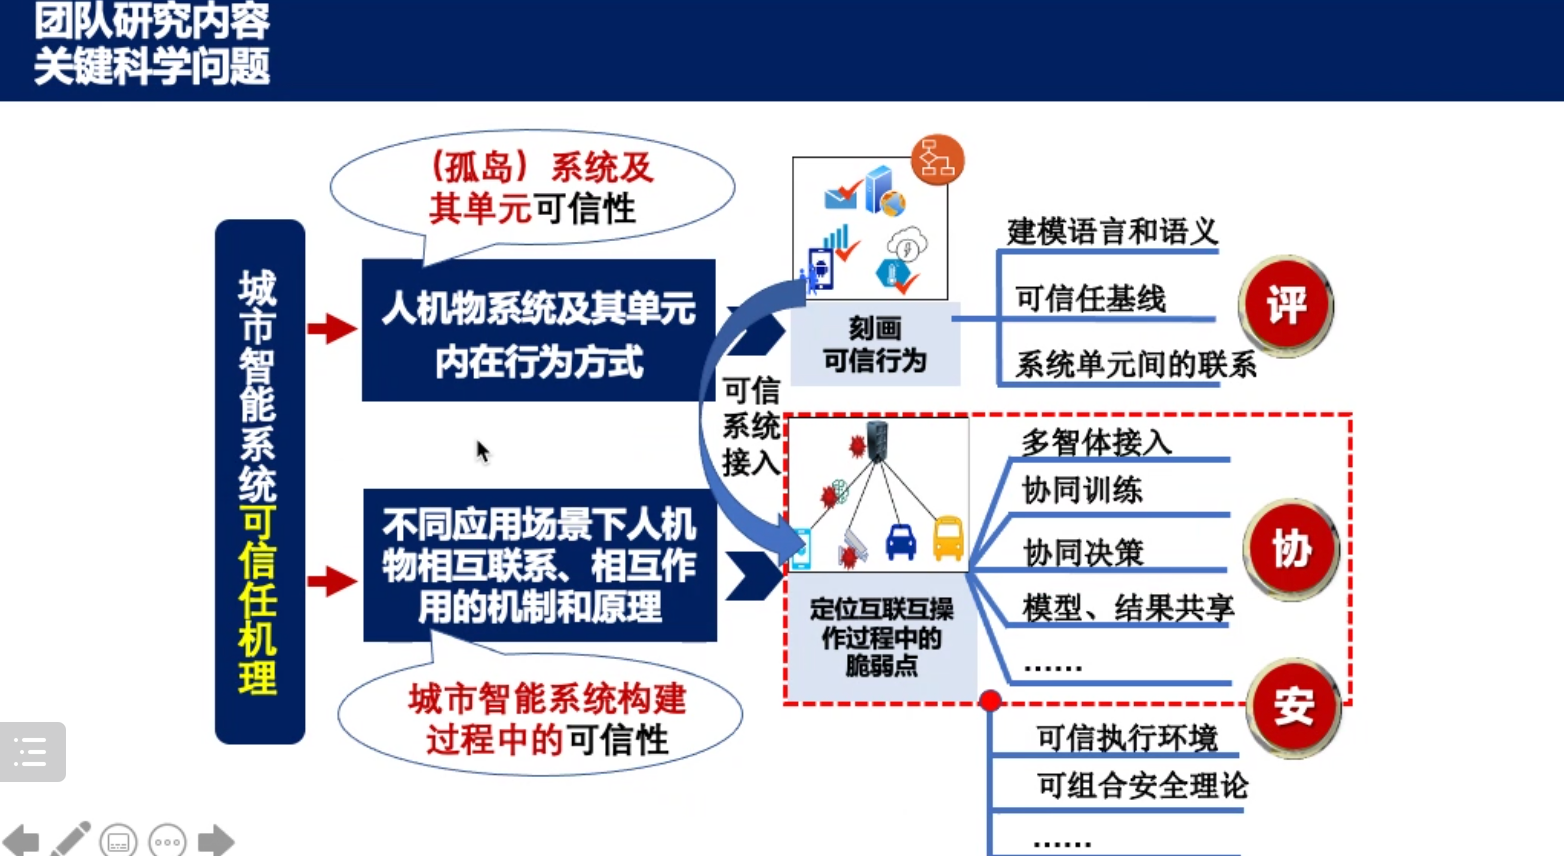 团队研究内容
关键科学问题
城市智能系统可信任机理
（孤岛）系统及
其单元可信性
人机物系统及其单元
内在行为方式
不同应用场景下人机
物相互联系、相互作
用的机制和原理
城市智能系统构建
过程中的可信性
可信
系统
接入
刻画
可信行为
建模语言和语义
可信任基线
系统单元间的联系
评
定位互联互操
作过程中的
脆弱点
多智体接入
协同训练
协同决策
模型、结果共享
......
协
安
可信执行环境
可组合安全理论
......